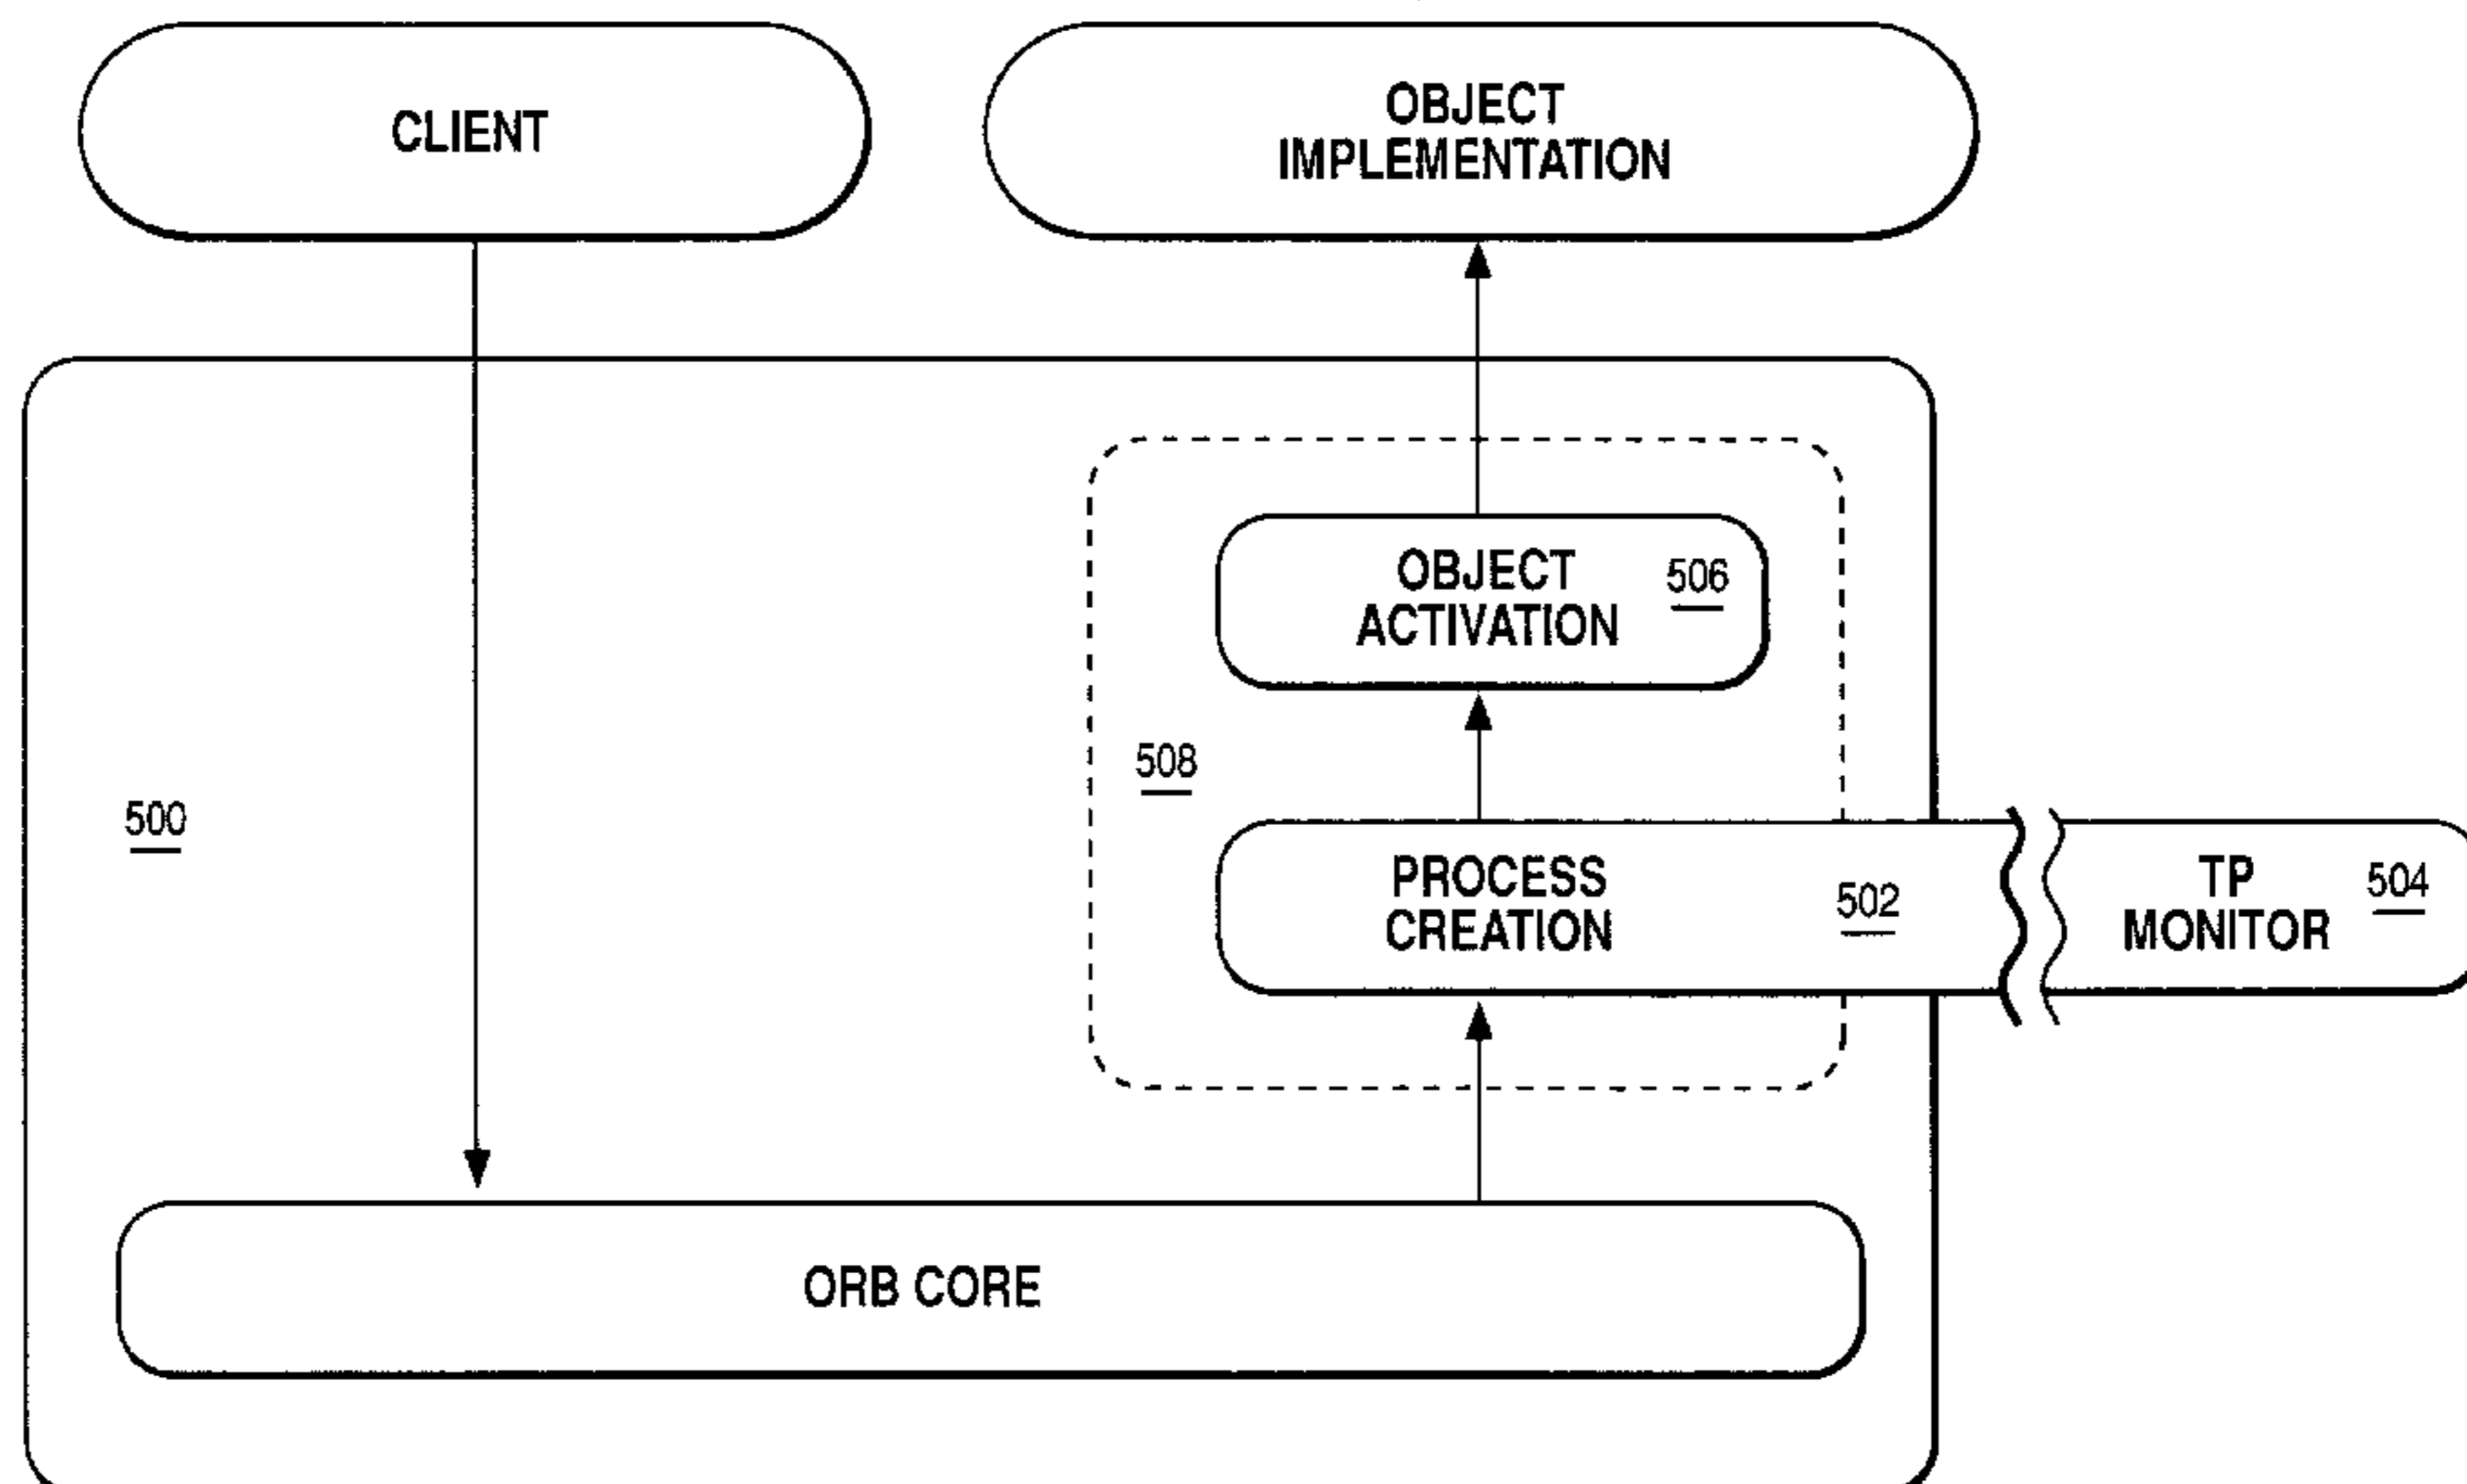 CLIENT
OBJECT
IMPLEMENTATION
OBJECT
ACTIVATION
506
508
500
PROCESS
CREATION
502
TP
MONITOR
504
ORB CORE